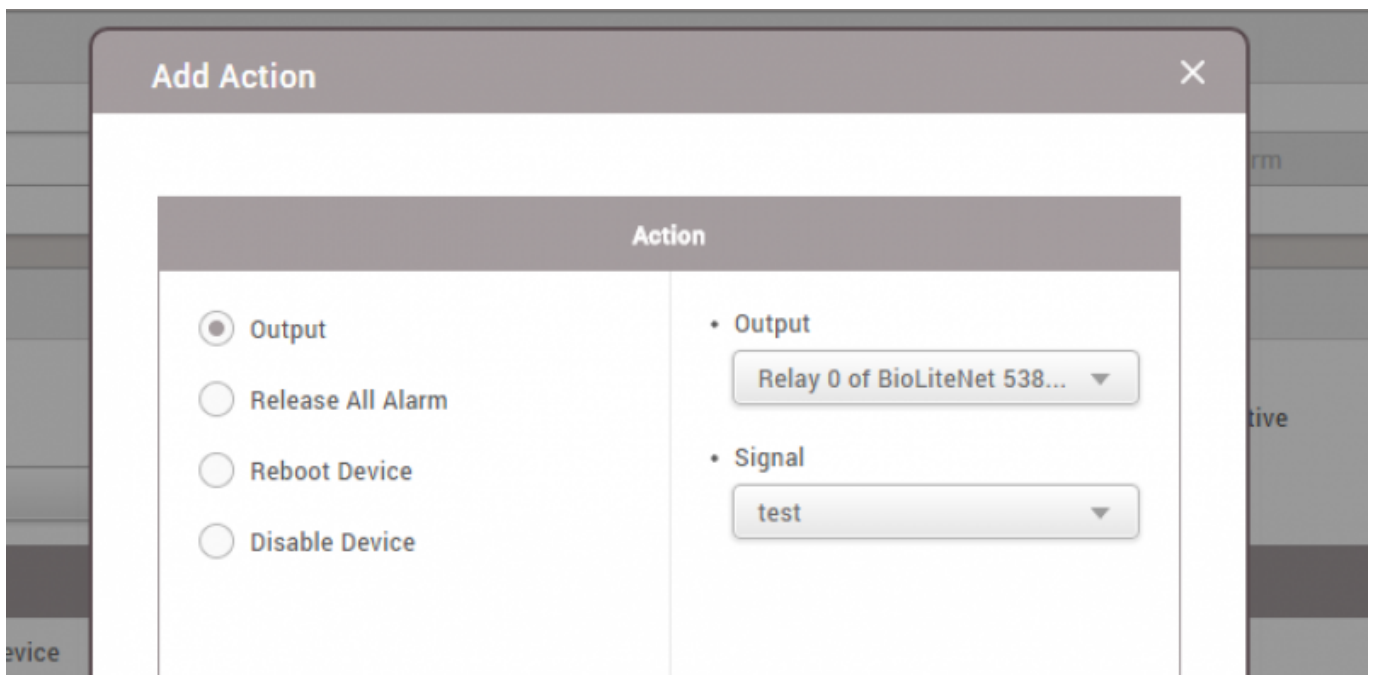 Add Action
rm
Action
Output
Release All Alarm
Reboot Device
Disable Device
Output
Relay 0 of BioLiteNet 538...
Signal
test
tive
evice